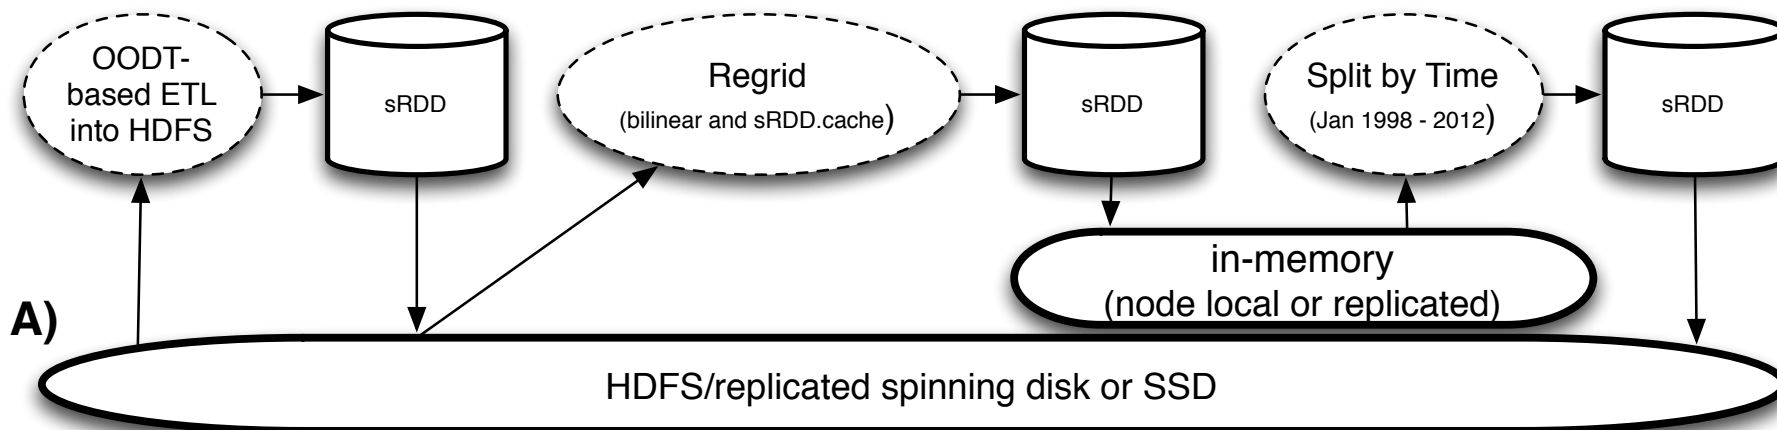 OODT-
based ETL
into HDFS
sRDD
Regrid
(bilinear and sRDD.cache)
sRDD
Split by Time
(Jan 1998 - 2012)
sRDD
in-memory
(node local or replicated)
A)
HDFS/replicated spinning disk or SSD